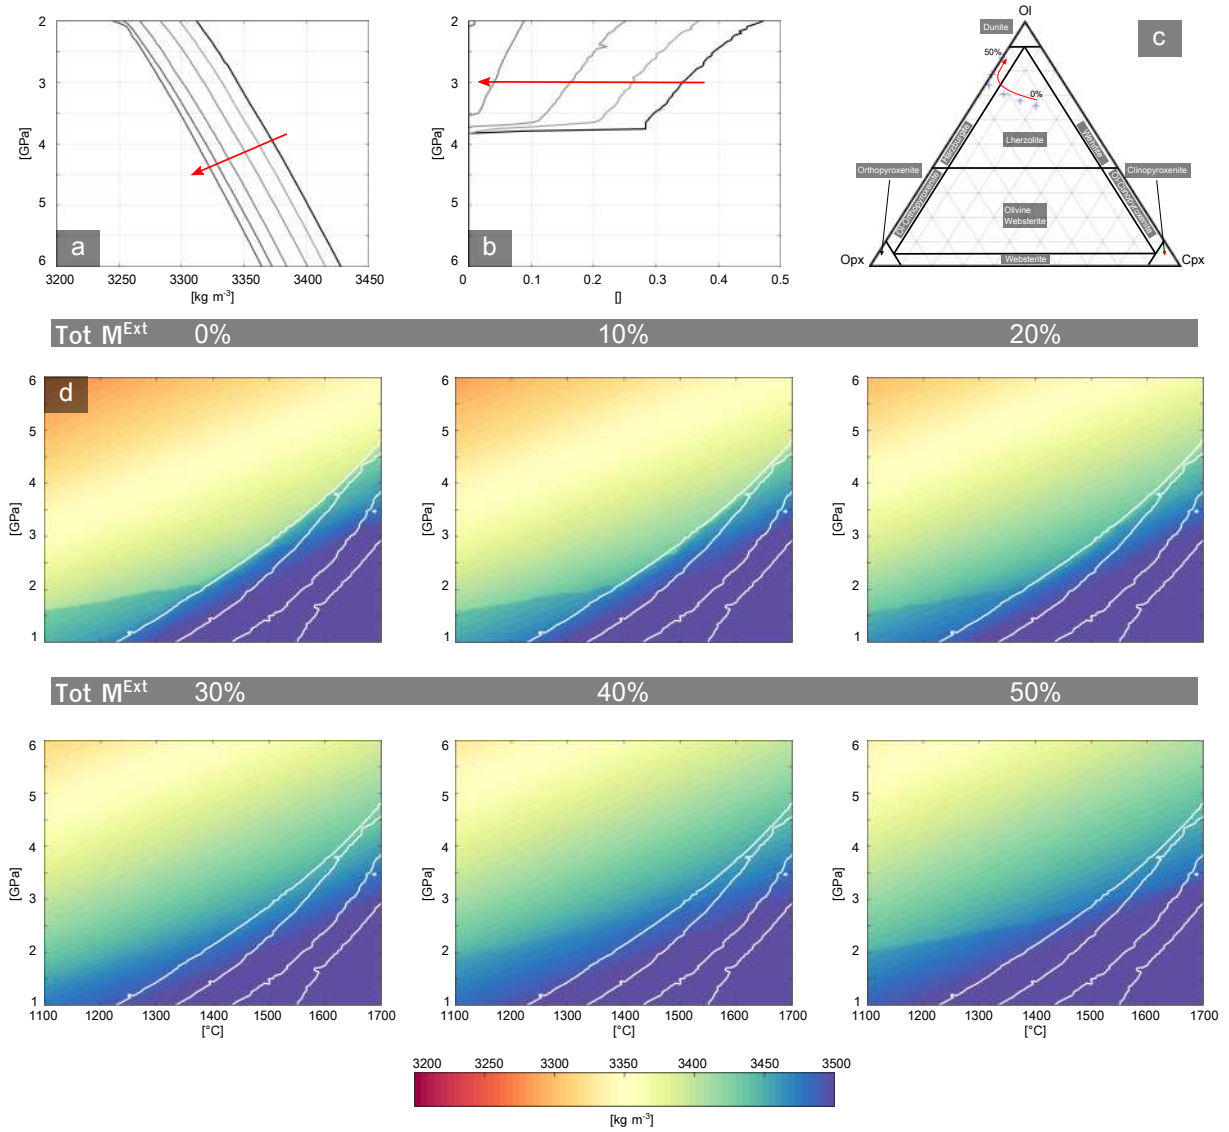 2
3
4
5
6
[GPa]
a
3200
3250
3300
3350
3400
3450
[kg m⁻³]
2
3
4
5
6
[GPa]
b
0
0.1
0.2
0.3
0.4
0.5
[]
c
Ol
Dunite
50%
0%
Harzburgite
Lherzolite
Wehrlite
Orthopyroxenite
Clinopyroxenite
Ol-Orthopyroxenite
Olivine
Websterite
Ol-Clinopyroxenite
Websterite
Opx
Cpx
Tot Mᴱˣᵗ 0% 10% 20%
d
6
5
4
3
2
1
[GPa]
6
5
4
3
2
1
[GPa]
6
5
4
3
2
1
[GPa]
Tot Mᴱˣᵗ 30% 40% 50%
6
5
4
3
2
1
[GPa]
1100 1200 1300 1400 1500 1600 1700
[°C]
6
5
4
3
2
1
[GPa]
1100 1200 1300 1400 1500 1600 1700
[°C]
6
5
4
3
2
1
[GPa]
1100 1200 1300 1400 1500 1600 1700
[°C]
3200 3250 3300 3350 3400 3450 3500
[kg m⁻³]